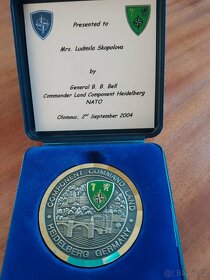 Presented to
Mrs. Ludmila Skopalova
by
General B. B. Bell
Commander Land Component Heidelberg
NATO
Olomouc, 2nd September 2004
COMPONENT COMMAND LAND
HEIDELBERG GERMANY